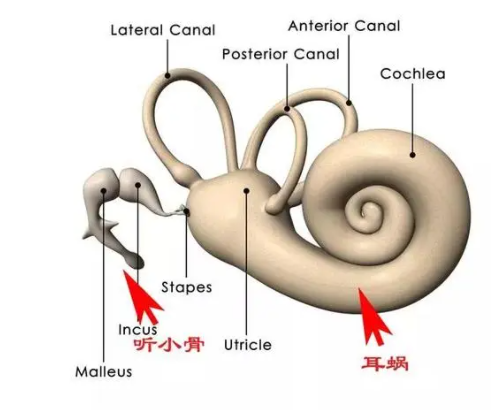 Lateral Canal
Anterior Canal
Posterior Canal
Cochlea
Stapes
Incus
听小骨
Utricle
耳蜗
Malleus